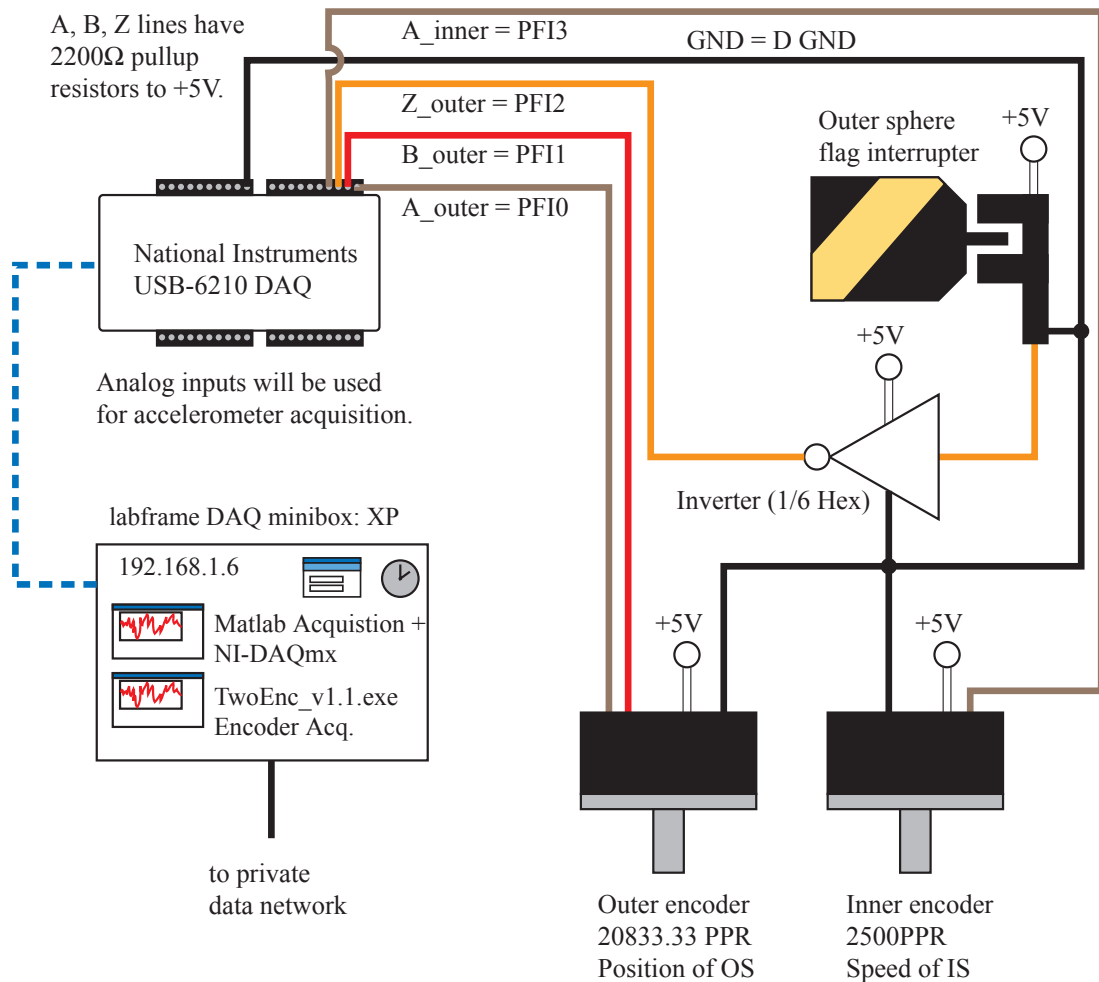 A, B, Z lines have
2200Ω pullup
resistors to +5V.
A_inner = PFI3
GND = D GND
Z_outer = PFI2
B_outer = PFI1
A_outer = PFI0
Outer sphere
flag interrupter
+5V
National Instruments
USB-6210 DAQ
+5V
Analog inputs will be used
for accelerometer acquisition.
Inverter (1/6 Hex)
labframe DAQ minibox: XP
192.168.1.6
Matlab Acquistion +
NI-DAQmx
TwoEnc_v1.1.exe
Encoder Acq.
+5V
+5V
to private
data network
Outer encoder
20833.33 PPR
Position of OS
Inner encoder
2500PPR
Speed of IS